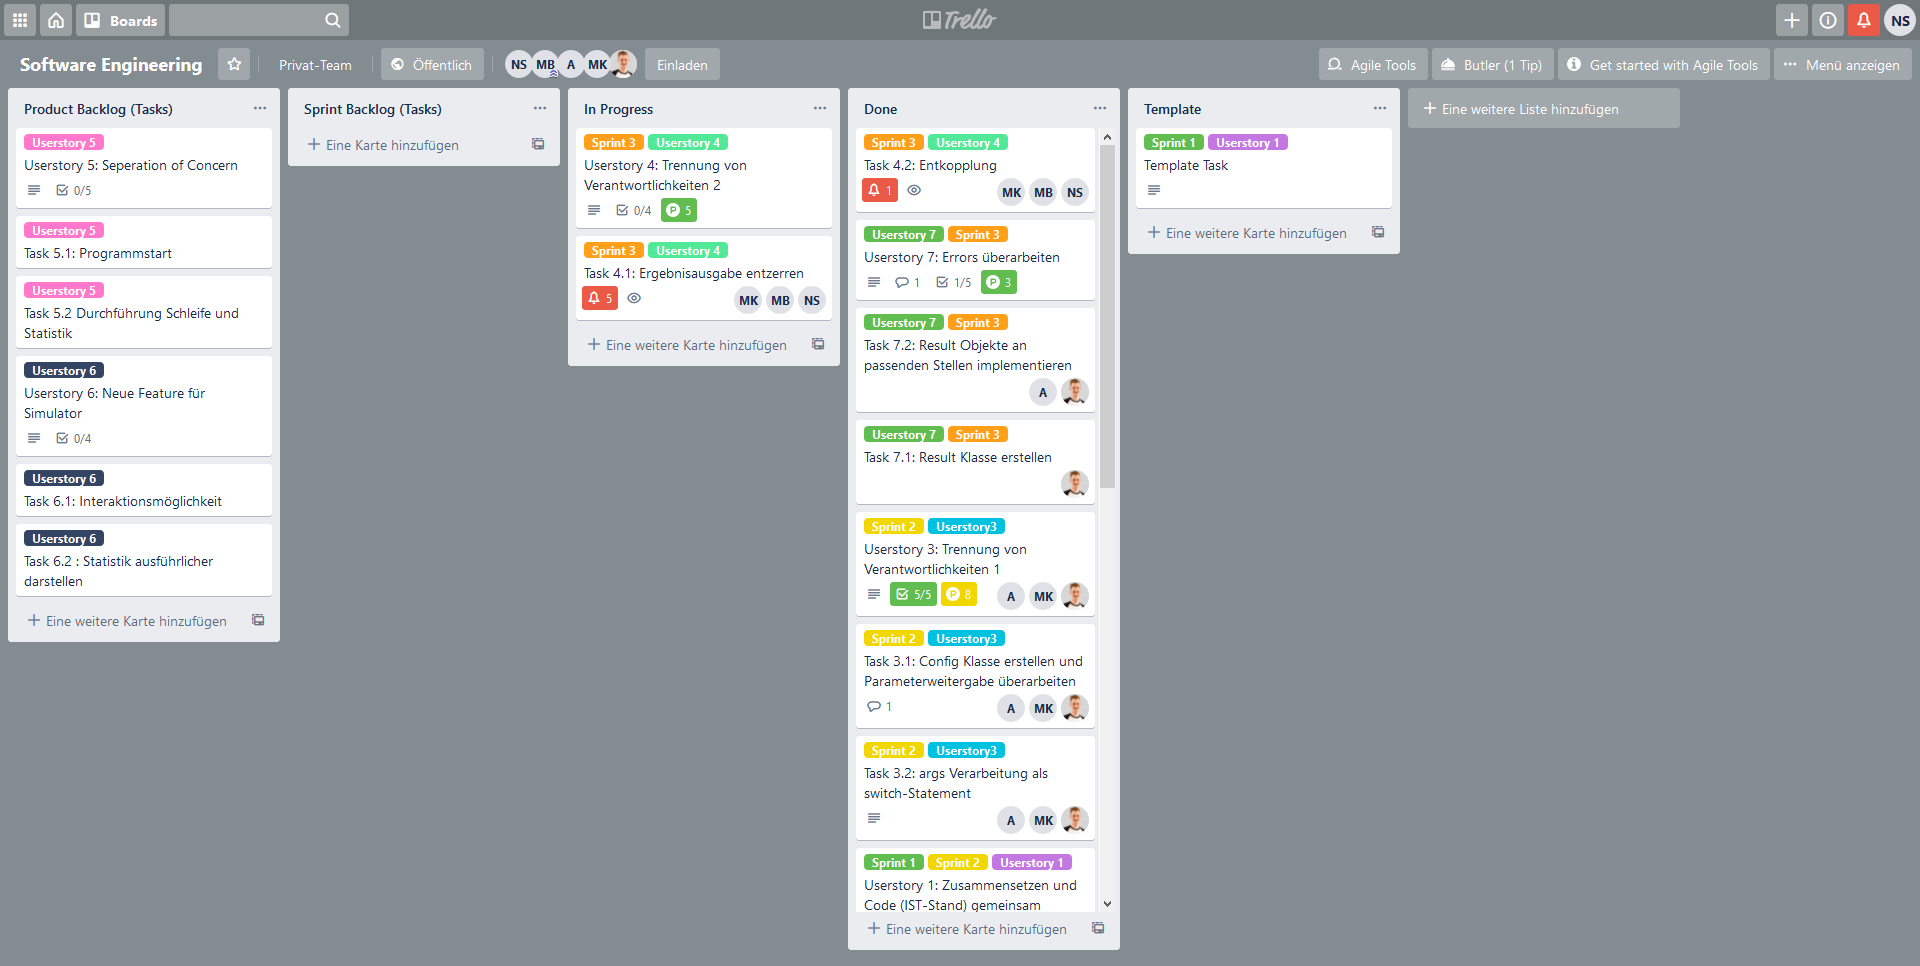 Boards
Trello
NS
Software Engineering
Privat-Team
Öffentlich
NS MB A MK
Einladen
Agile Tools
Butler (1 Tip)
Get started with Agile Tools
Menü anzeigen
Product Backlog (Tasks)
Userstory 5
Userstory 5: Seperation of Concern
0/5
Userstory 5
Task 5.1: Programmstart
Userstory 5
Task 5.2 Durchführung Schleife und
Statistik
Userstory 6
Userstory 6: Neue Feature für
Simulator
0/4
Userstory 6
Task 6.1: Interaktionsmöglichkeit
Userstory 6
Task 6.2 : Statistik ausführlicher
darstellen
Eine weitere Karte hinzufügen
Sprint Backlog (Tasks)
Eine Karte hinzufügen
In Progress
Sprint 3 Userstory 4
Userstory 4: Trennung von
Verantwortlichkeiten 2
0/4 P 5
Sprint 3 Userstory 4
Task 4.1: Ergebnisausgabe entzerren
5 MK MB NS
Eine weitere Karte hinzufügen
Done
Sprint 3 Userstory 4
Task 4.2: Entkopplung
1 MK MB NS
Userstory 7 Sprint 3
Userstory 7: Errors überarbeiten
1 1/5 P 3
Userstory 7 Sprint 3
Task 7.2: Result Objekte an
passenden Stellen implementieren
A
Userstory 7 Sprint 3
Task 7.1: Result Klasse erstellen
Sprint 2 Userstory3
Userstory 3: Trennung von
Verantwortlichkeiten 1
5/5 P 8 A MK
Sprint 2 Userstory3
Task 3.1: Config Klasse erstellen und
Parameterweitergabe überarbeiten
1 A MK
Sprint 2 Userstory3
Task 3.2: args Verarbeitung als
switch-Statement
A MK
Sprint 1 Sprint 2 Userstory 1
Userstory 1: Zusammensetzen und
Code (IST-Stand) gemeinsam
Eine weitere Karte hinzufügen
Template
Sprint 1 Userstory 1
Template Task
Eine weitere Karte hinzufügen
Eine weitere Liste hinzufügen